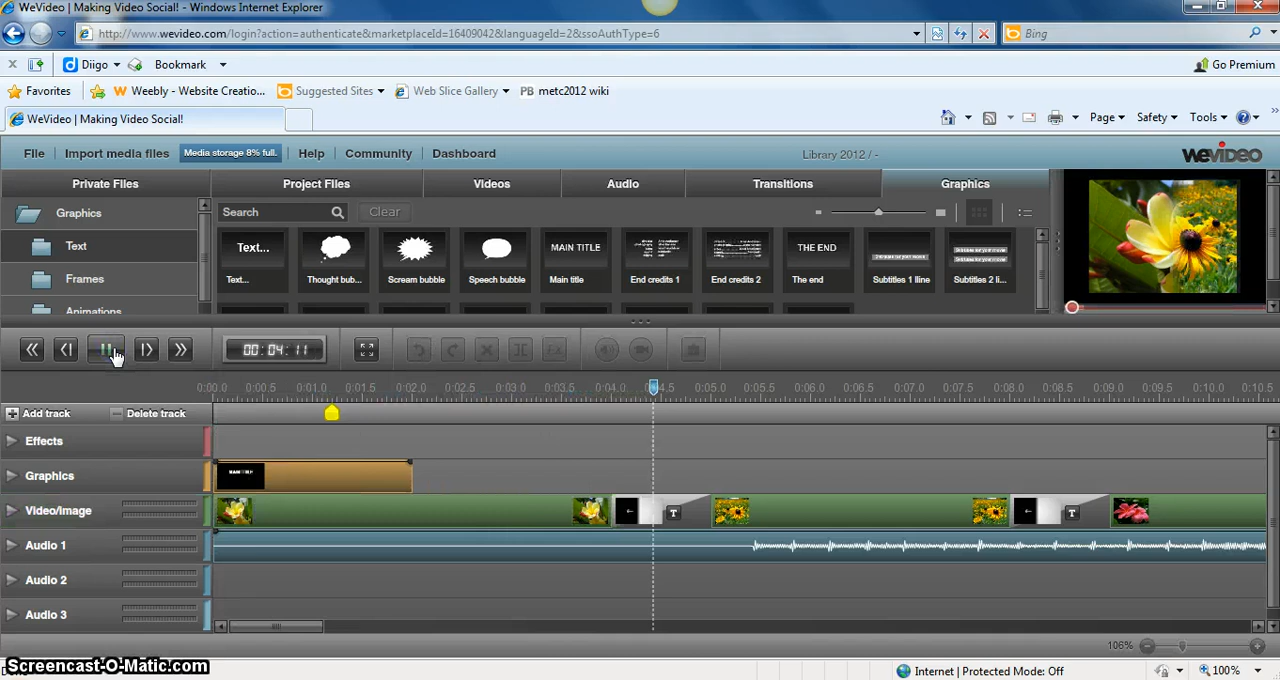 WeVideo | Making Video Social! - Windows Internet Explorer
http://www.wevideo.com/login?action=authenticate&marketplaceId=16409042&languageId=2&ssoAuthType=6
Bing
Diigo Bookmark Go Premium
Favorites Weebly - Website Creatio... Suggested Sites Web Slice Gallery PB metc2012 wiki
WeVideo | Making Video Social! Page Safety Tools
File Import media files Media storage 8% full. Help Community Dashboard Library 2012 / - WEVIDEO
Private Files Project Files Videos Audio Transitions Graphics
Graphics Search Clear
Text Text... MAIN TITLE THE END
Frames Text... Thought bub... Scream bubble Speech bubble Main title End credits 1 End credits 2 The end Subtitles 1 lline Subtitles 2 li...
Animations
00:04:11 FX
0:00.0 0:00.5 0:01.0 0:01.5 0:02.0 0:02.5 0:03.0 0:03.5 0:04.0 0:04.5 0:05.0 0:05.5 0:06.0 0:06.5 0:07.0 0:07.5 0:08.0 0:08.5 0:09.0 0:09.5 0:10.0 0:10.5
Add track Delete track
Effects
Graphics MAIN TITLE
Video/Image T T
Audio 1
Audio 2
Audio 3
106%
Screencast-O-Matic.com
Internet | Protected Mode: Off 100%